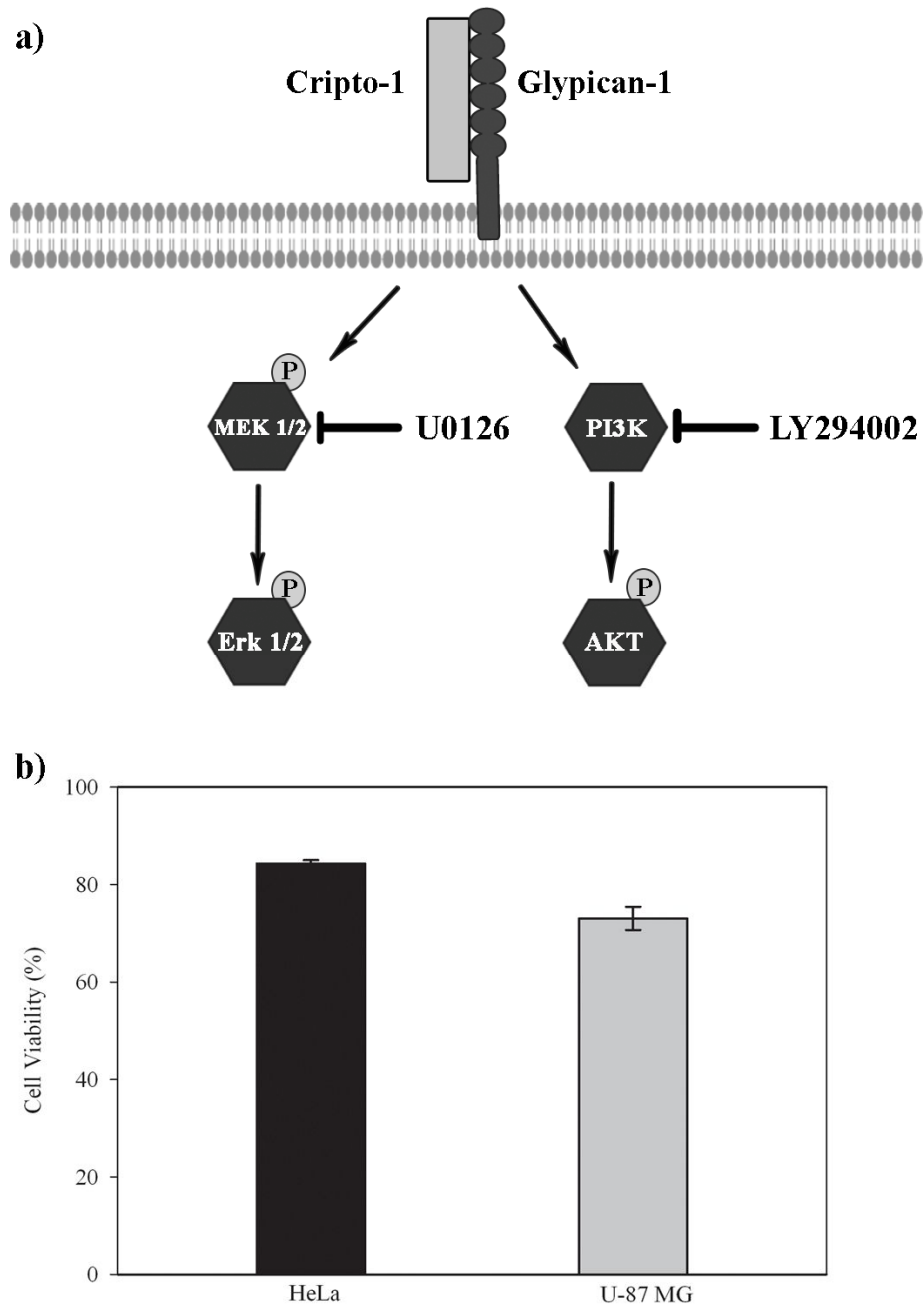 a)
Cripto-1 Glypican-1
P
MEK 1/2 U0126 PI3K LY294002
P P
Erk 1/2 AKT
b)
100
80
60
40
20
0
Cell Viability (%)
HeLa U-87 MG